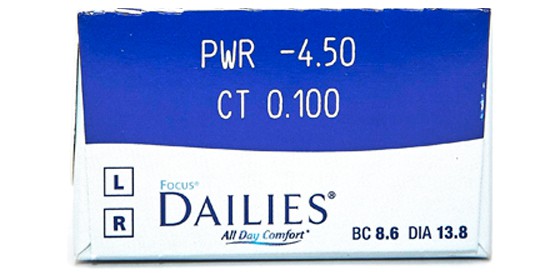 PWR -4.50
CT 0.100
L
R
Focus®
DAILIES®
All Day Comfort*
BC 8.6 DIA 13.8